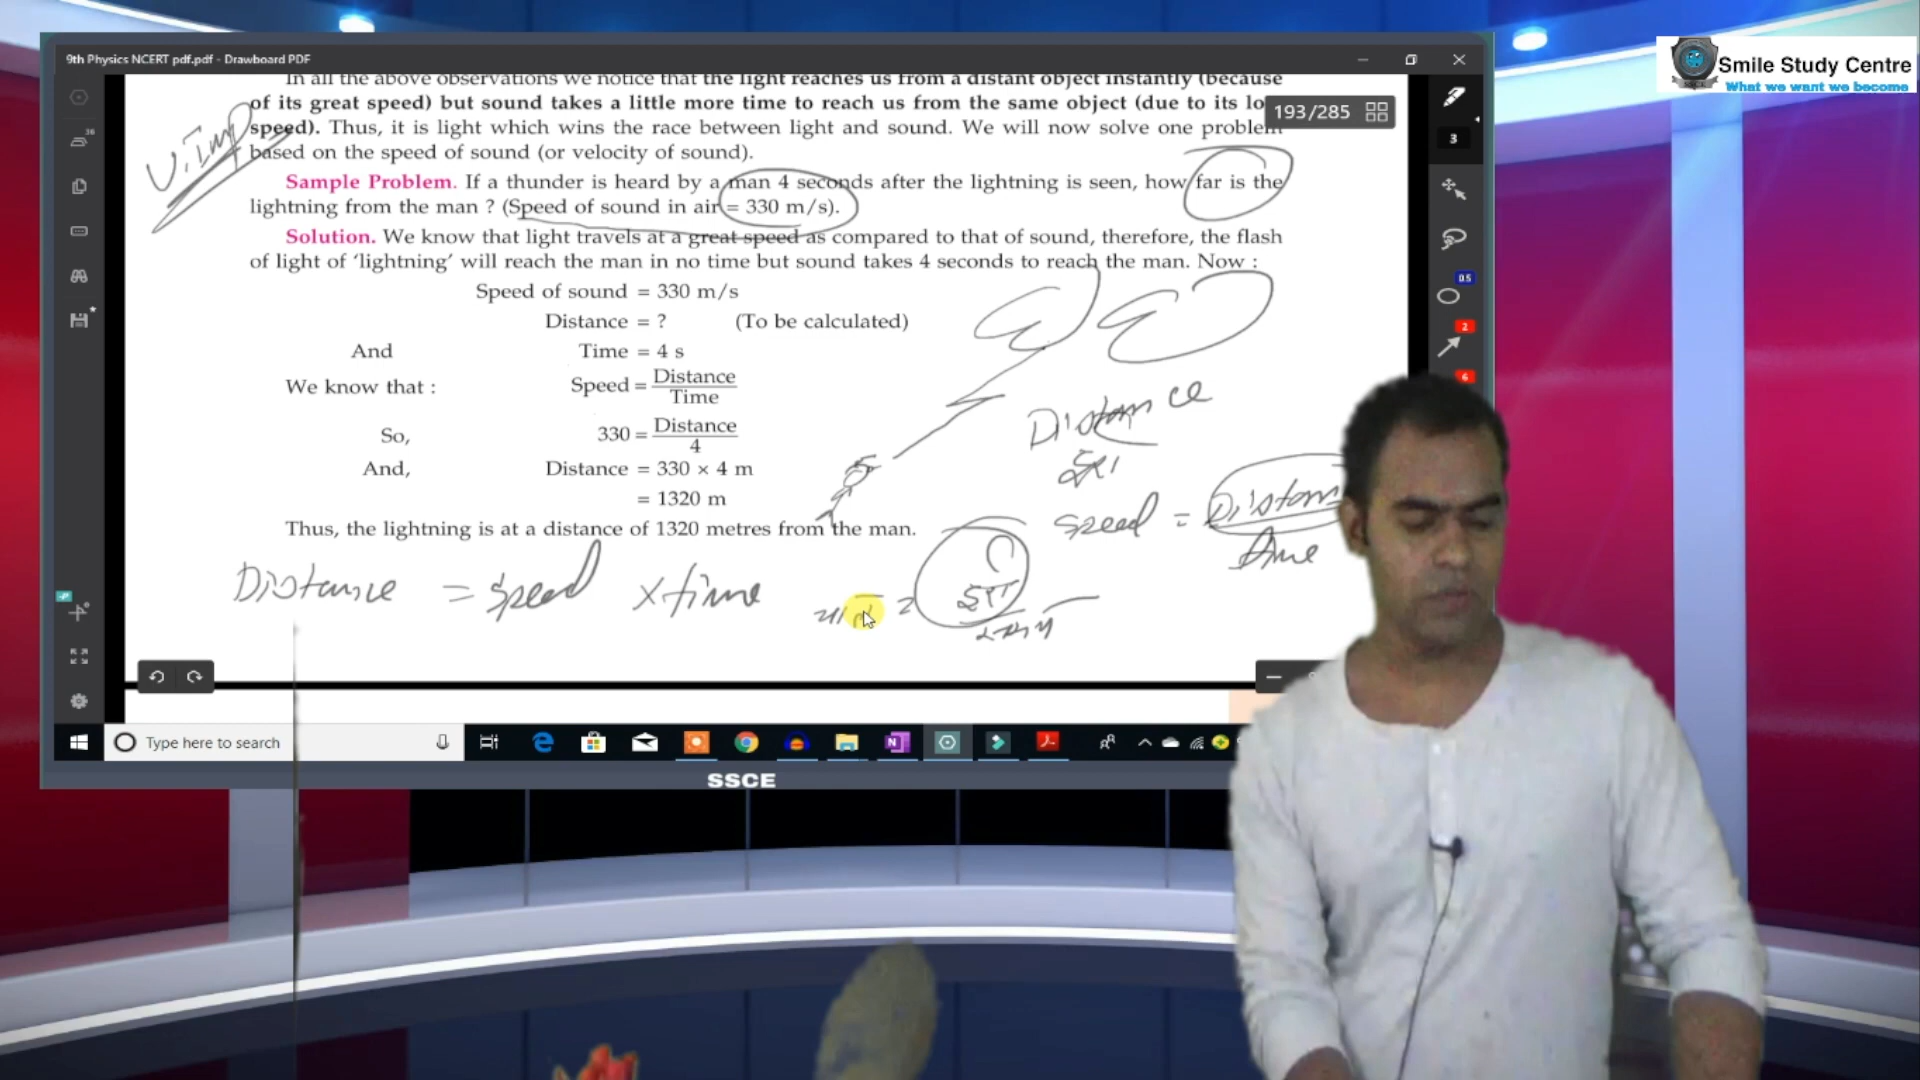 9th Physics NCERT pdf.pdf - Drawboard PDF
Smile Study Centre
What we want we become
In all the above observations we notice that the light reaches us from a distant object instantly (because
of its great speed) but sound takes a little more time to reach us from the same object (due to its lo
speed). Thus, it is light which wins the race between light and sound. We will now solve one problem
based on the speed of sound (or velocity of sound).
193/285
3
V. Imp
Sample Problem. If a thunder is heard by a man 4 seconds after the lightning is seen, how far is the
lightning from the man ? (Speed of sound in air = 330 m/s).
Solution. We know that light travels at a great speed as compared to that of sound, therefore, the flash
of light of ‘lightning’ will reach the man in no time but sound takes 4 seconds to reach the man. Now :
Speed of sound = 330 m/s
Distance = ? (To be calculated)
And Time = 4 s
We know that : Speed = Distance
Time
So, 330 = Distance
4
And, Distance = 330 × 4 m
= 1320 m
Thus, the lightning is at a distance of 1320 metres from the man.
0.5
2
6
36
Distance
Speed = Distan
time
Distance = Speed × time
Type here to search
SSCE